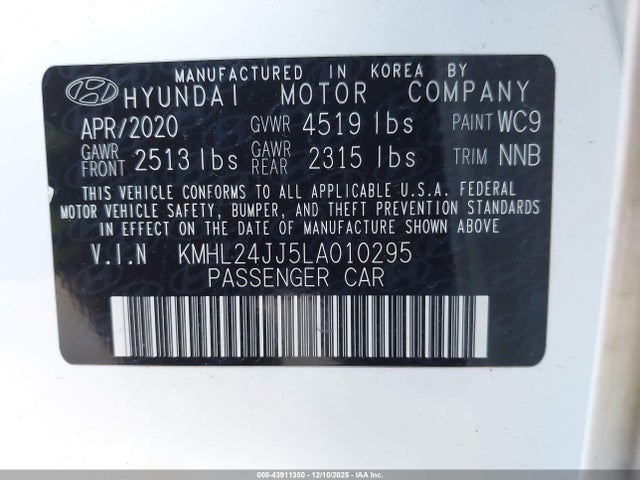 MANUFACTURED IN KOREA BY
HYUNDAI MOTOR COMPANY
APR/2020 GVWR 4519 lbs PAINT WC9
GAWR FRONT 2513 lbs GAWR REAR 2315 lbs TRIM NNB
THIS VEHICLE CONFORMS TO ALL APPLICABLE U.S.A. FEDERAL
MOTOR VEHICLE SAFETY, BUMPER, AND THEFT PREVENTION STANDARDS
IN EFFECT ON THE DATE OF MANUFACTURE SHOWN ABOVE.
V.I.N KMHL24JJ5LA010295
PASSENGER CAR
000-43911350 - 12/10/2025 - COPART